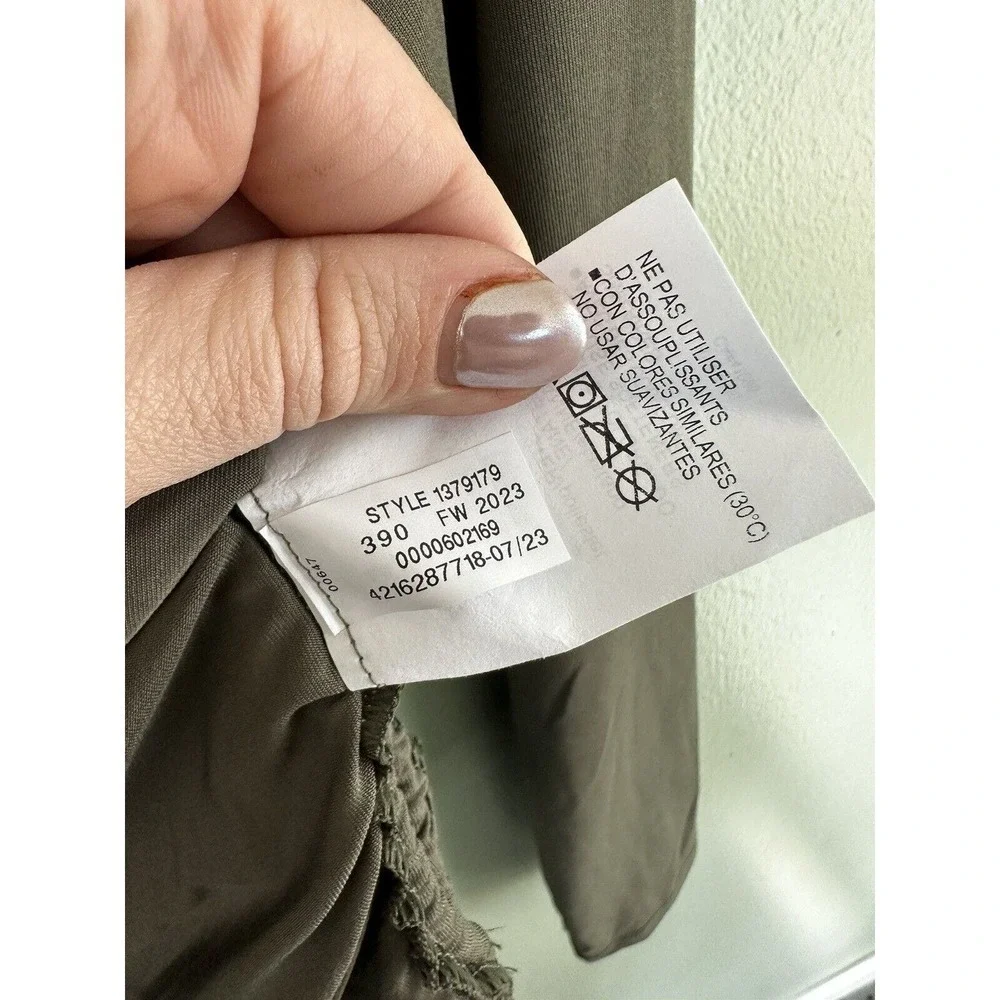 NE PAS UTILISER
D'ASSOUPLISSANTS
■CON COLORES SIMILARES (30°C)
NO USAR SUAVIZANTES
STYLE 1379179
390 FW 2023
0000602169
4216287718-07/23
00647